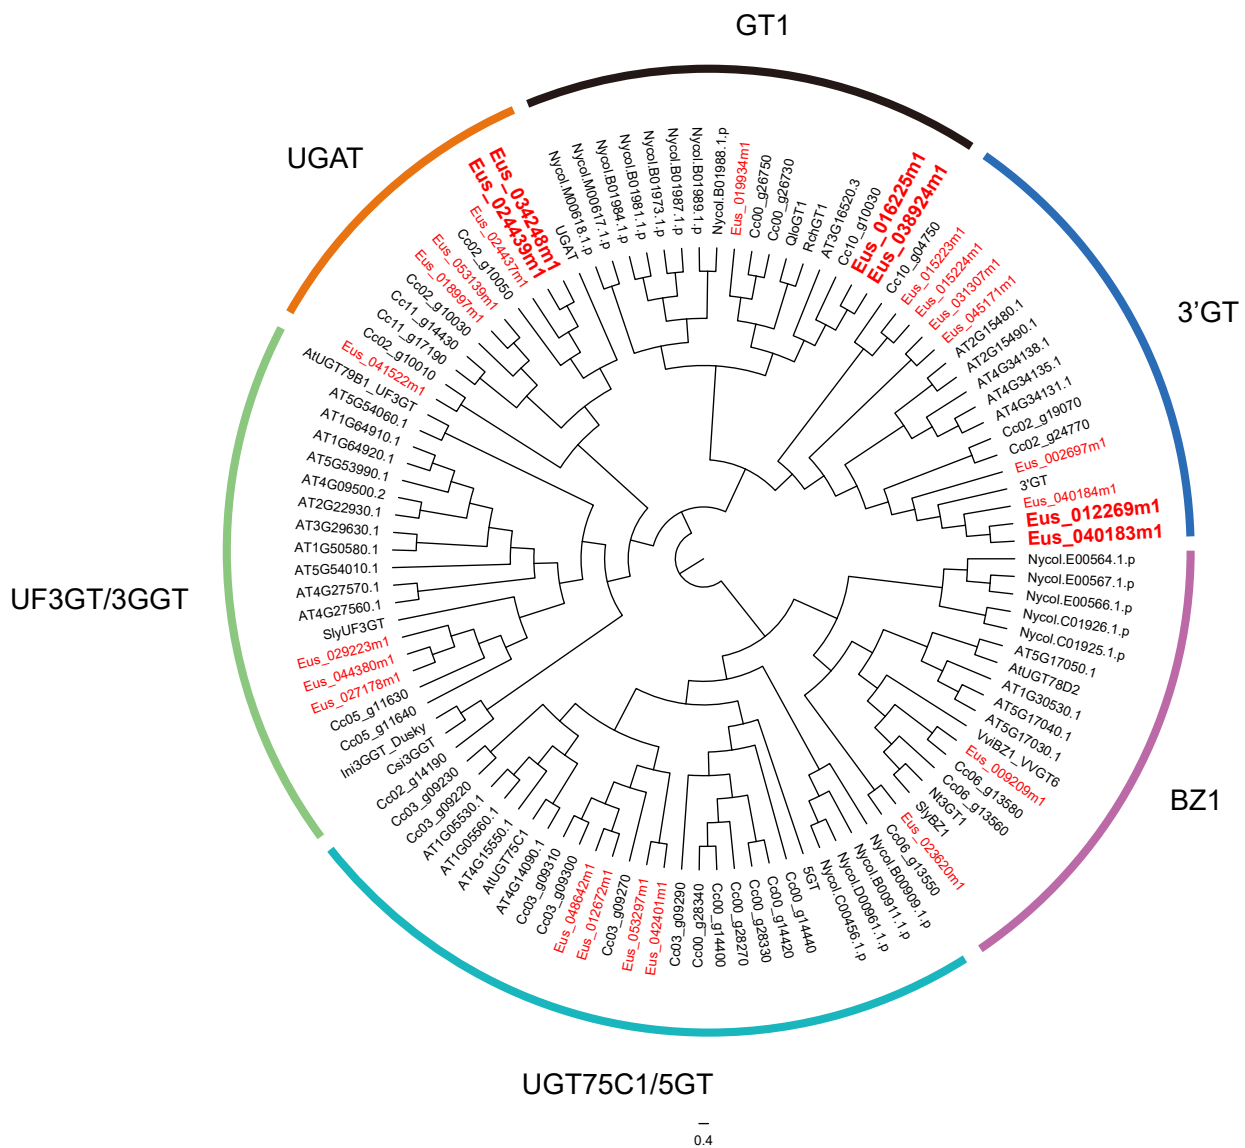 GT1
3'GT
BZ1
UGT75C1/5GT
UF3GT/3GGT
UGAT
Nycol.M00618.1.p
Nycol.M00617.1.p
Nycol.B01984.1.p
Nycol.B01981.1.p
Nycol.B01973.1.p
Nycol.B01987.1.p
Nycol.B01989.1.p
Nycol.B01988.1.p
Eus_019934m1
Cc00_g26750
Cc00_g26730
QloGT1
RchGT1
AT3G16520.3
Cc10_g10030
Eus_016225m1
Eus_038924m1
Cc10_g04750
Eus_015223m1
Eus_015224m1
Eus_031307m1
Eus_045171m1
AT2G15480.1
AT2G15490.1
AT4G34138.1
AT4G34135.1
AT4G34131.1
Cc02_g19070
Cc02_g24770
Eus_002697m1
3'GT
Eus_040184m1
Eus_012269m1
Eus_040183m1
Nycol.E00564.1.p
Nycol.E00567.1.p
Nycol.E00566.1.p
Nycol.C01926.1.p
Nycol.C01925.1.p
AT5G17050.1
AtUGT78D2
AT1G30530.1
AT5G17040.1
AT5G17030.1
VviBZ1_VVGT6
Eus_009209m1
Cc06_g13580
Cc06_g13560
Nt3GT1
SlyBZ1
Eus_023620m1
Cc06_g13550
Nycol.B00909.1.p
Nycol.B00911.1.p
Nycol.D00961.1.p
Nycol.C00456.1.p
5GT
Cc00_g14440
Cc00_g14420
Cc00_g28330
Cc00_g28270
Cc00_g14400
Cc00_g28340
Cc03_g09290
Eus_042401m1
Eus_053297m1
Cc03_g09270
Eus_012672m1
Eus_048642m1
Cc03_g09300
Cc03_g09310
AT4G14090.1
AtUGT75C1
AT4G15550.1
AT1G05560.1
AT1G05530.1
Cc03_g09220
Cc03_g09230
Cc02_g14190
Csi3GGT
Ini3GGT_Dusky
Cc05_g11640
Cc05_g11630
Eus_027178m1
Eus_044380m1
Eus_029223m1
SlyUF3GT
AT4G27560.1
AT4G27570.1
AT5G54010.1
AT1G50580.1
AT3G29630.1
AT2G22930.1
AT4G09500.2
AT5G53990.1
AT1G64920.1
AT1G64910.1
AT5G54060.1
AtUGT79B1_UF3GT
Eus_041522m1
Cc02_g10010
Cc11_g17190
Cc11_g14430
Cc02_g10030
Eus_018997m1
Eus_053139m1
Cc02_g10050
Eus_024437m1
Eus_024439m1
Eus_034248m1
UGAT
0.4